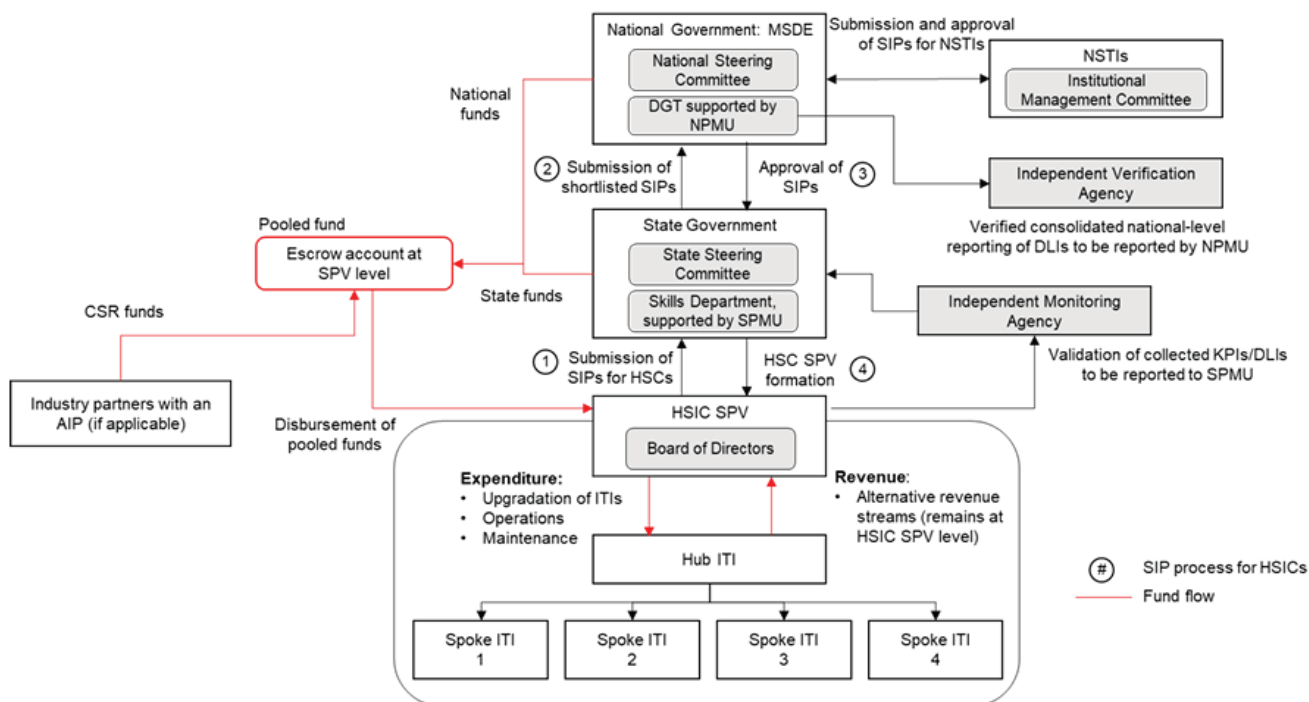 National Government: MSDE
National Steering
Committee
DGT supported by
NPMU
Submission and approval
of SIPs for NSTIs
NSTIs
Institutional
Management Committee
National
funds
2
Submission of
shortlisted SIPs
Approval of
SIPs
3
Independent Verification
Agency
Verified consolidated national-level
reporting of DLIs to be reported by NPMU
Pooled fund
Escrow account at
SPV level
State Government
State Steering
Committee
Skills Department,
supported by SPMU
State funds
CSR funds
Independent Monitoring
Agency
Validation of collected KPIs/DLIs
to be reported to SPMU
1
Submission of
SIPs for HSCs
HSC SPV
formation
4
Industry partners with an
AIP (if applicable)
Disbursement of
pooled funds
HSIC SPV
Board of Directors
Expenditure:
• Upgradation of ITIs
• Operations
• Maintenance
Revenue:
• Alternative revenue
streams (remains at
HSIC SPV level)
Hub ITI
Spoke ITI
1
Spoke ITI
2
Spoke ITI
3
Spoke ITI
4
# SIP process for HSICs
Fund flow